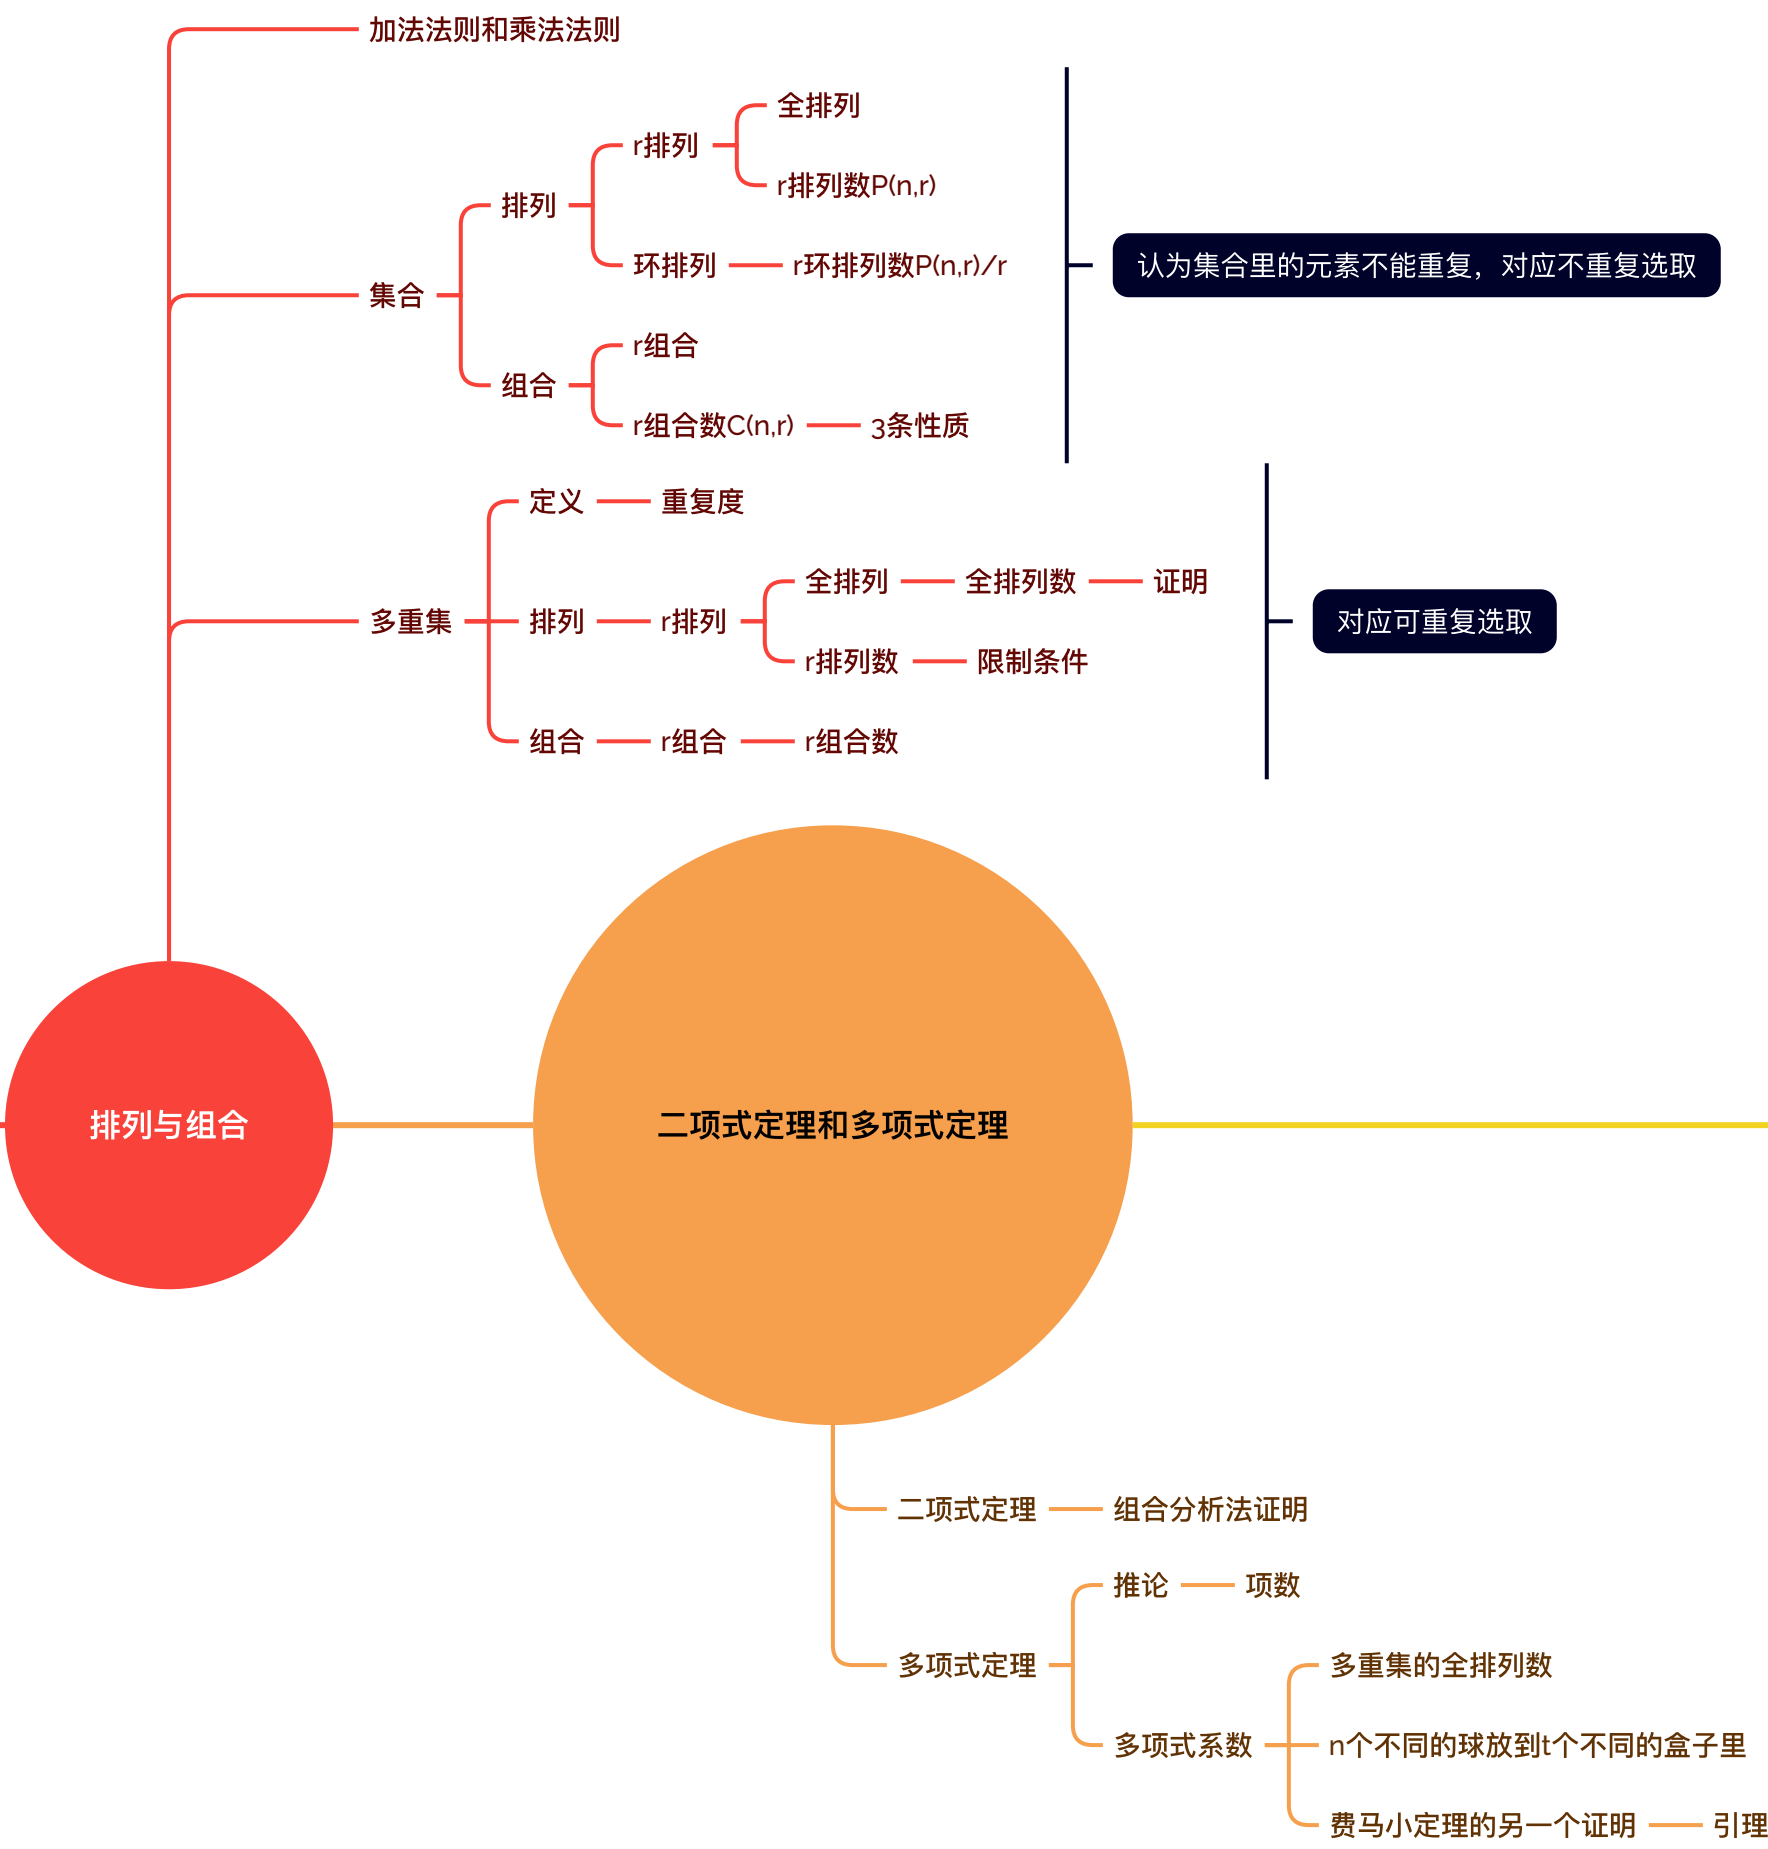 加法法则和乘法法则
全排列
r排列
r排列数P(n,r)
排列
环排列
r环排列数P(n,r)/r
认为集合里的元素不能重复，对应不重复选取
集合
r组合
组合
r组合数C(n,r)
3条性质
定义
重复度
全排列
全排列数
证明
多重集
排列
r排列
对应可重复选取
r排列数
限制条件
组合
r组合
r组合数
排列与组合
二项式定理和多项式定理
二项式定理
组合分析法证明
推论
项数
多项式定理
多重集的全排列数
多项式系数
n个不同的球放到t个不同的盒子里
费马小定理的另一个证明
引理